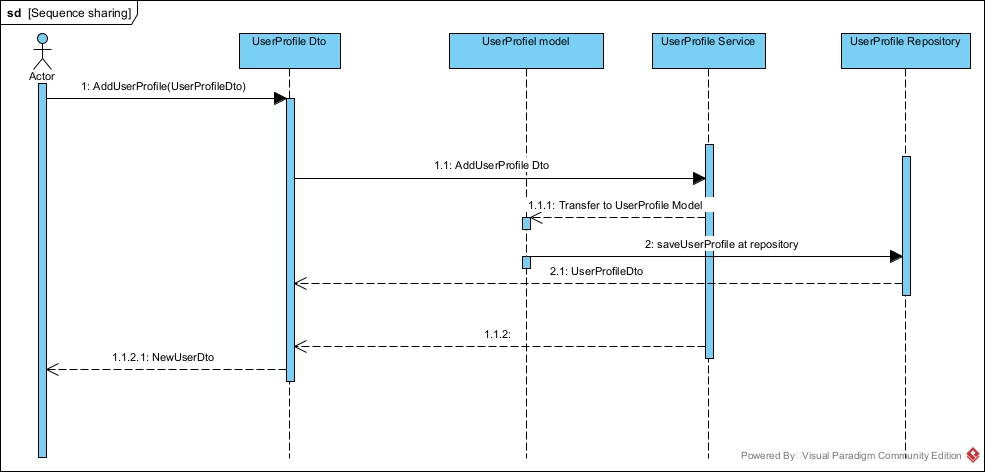 sd [Sequence sharing]
UserProfile Dto
UserProfiel model
UserProfile Service
UserProfile Repository
Actor
1: AddUserProfile(UserProfileDto)
1.1: AddUserProfile Dto
1.1.1: Transfer to UserProfile Model
2: saveUserProfile at repository
2.1: UserProfileDto
1.1.2:
1.1.2.1: NewUserDto
Powered By Visual Paradigm Community Edition